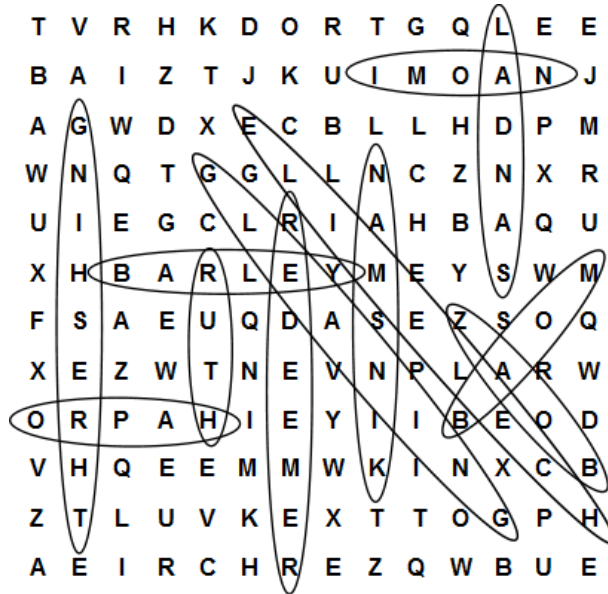 T V R H K D O R T G Q L E E
B A I Z T J K U I M O A N J
A G W D X E C B L L H D P M
W N Q T G G L L N C Z N X R
U I E G C L R I A H B A Q U
X H B A R L E Y M E Y S W M
F S A E U Q D A S E Z S O Q
X E Z W T N E V N P L A R W
O R P A H I E Y I I B E O D
V H Q E E M M W K I N X C B
Z T L U V K E X T T O G P H
A E I R C H R E Z Q W B U E